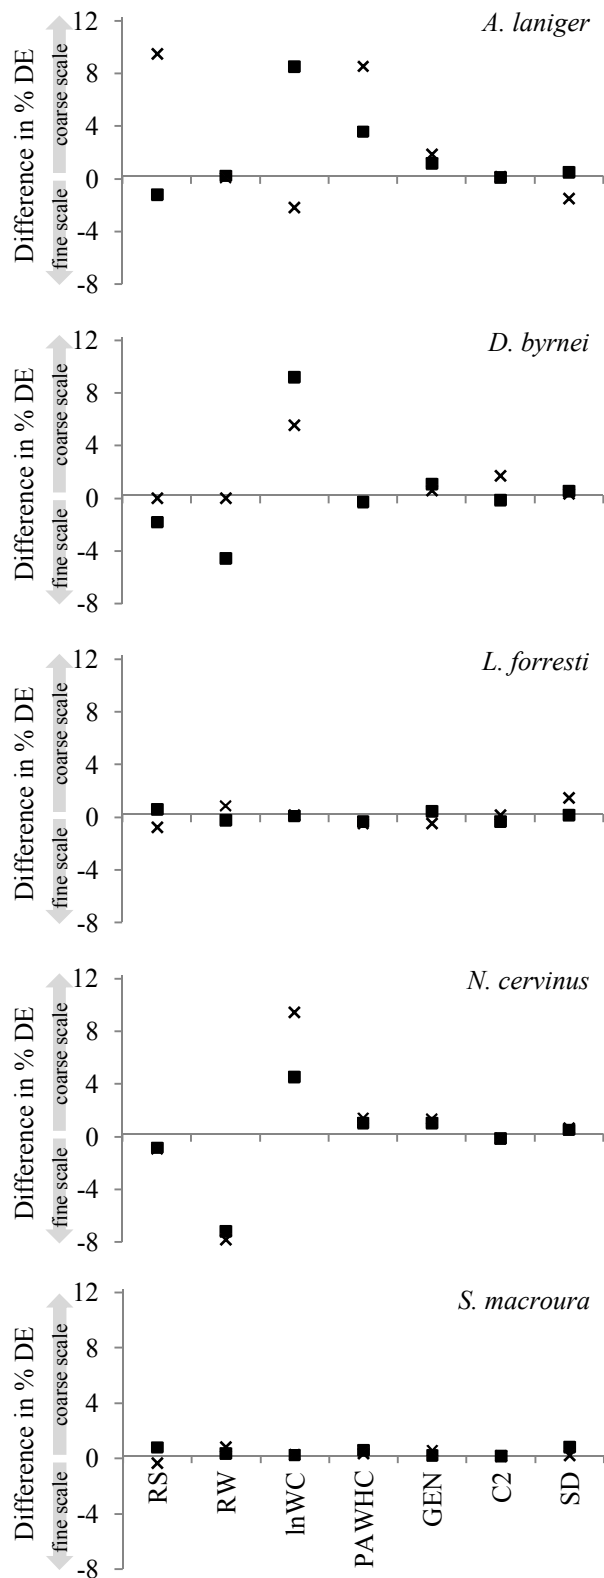 A. laniger
12
8
4
0
-4
-8
Difference in % DE
coarse scale
fine scale
D. byrnei
12
8
4
0
-4
-8
Difference in % DE
coarse scale
fine scale
L. forresti
12
8
4
0
-4
-8
Difference in % DE
coarse scale
fine scale
N. cervinus
12
8
4
0
-4
-8
Difference in % DE
coarse scale
fine scale
S. macroura
12
8
4
0
-4
-8
Difference in % DE
coarse scale
fine scale
RS
RW
lnWC
PAWHC
GEN
C2
SD